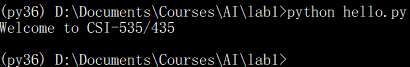 (py36) D:\Documents\Courses\AI\lab1>python hello.py
Welcome to CSI-535/435
(py36) D:\Documents\Courses\AI\lab1>